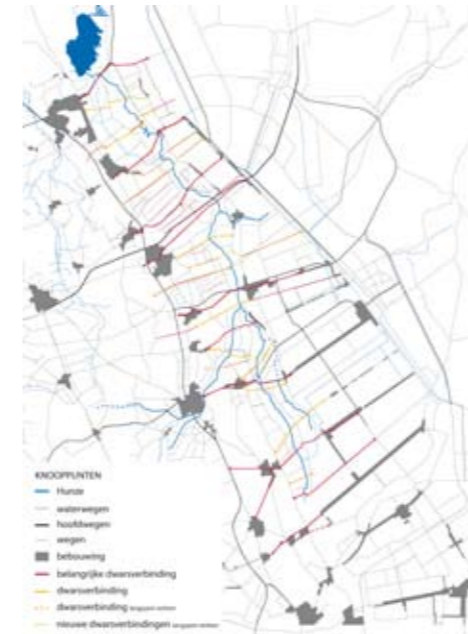 KNOOPPUNTEN
Hunze
waterwegen
hoofdwegen
wegen
bebouwing
belangrijke dwarsverbinding
dwarsverbinding
dwarsverbinding
nieuwe dwarsverbindingen